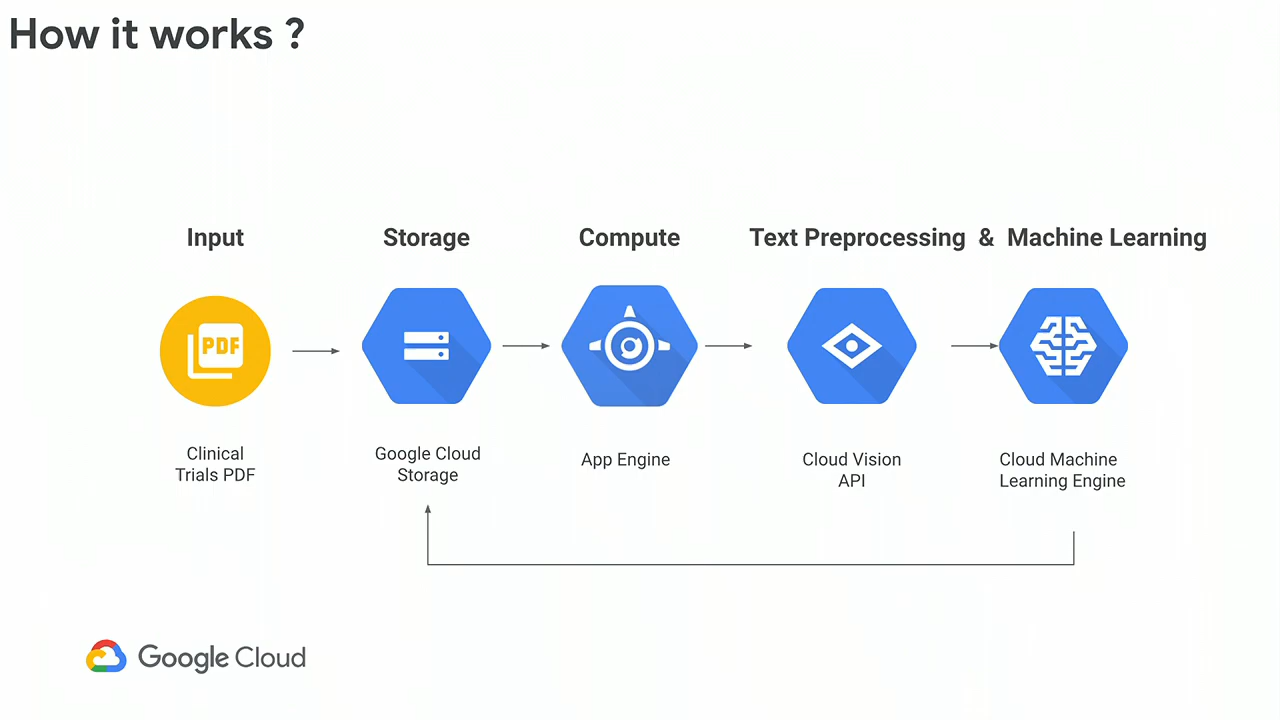 How it works ?
Input
Storage
Compute
Text Preprocessing & Machine Learning
PDF
Clinical
Trials PDF
Google Cloud
Storage
App Engine
Cloud Vision
API
Cloud Machine
Learning Engine
Google Cloud